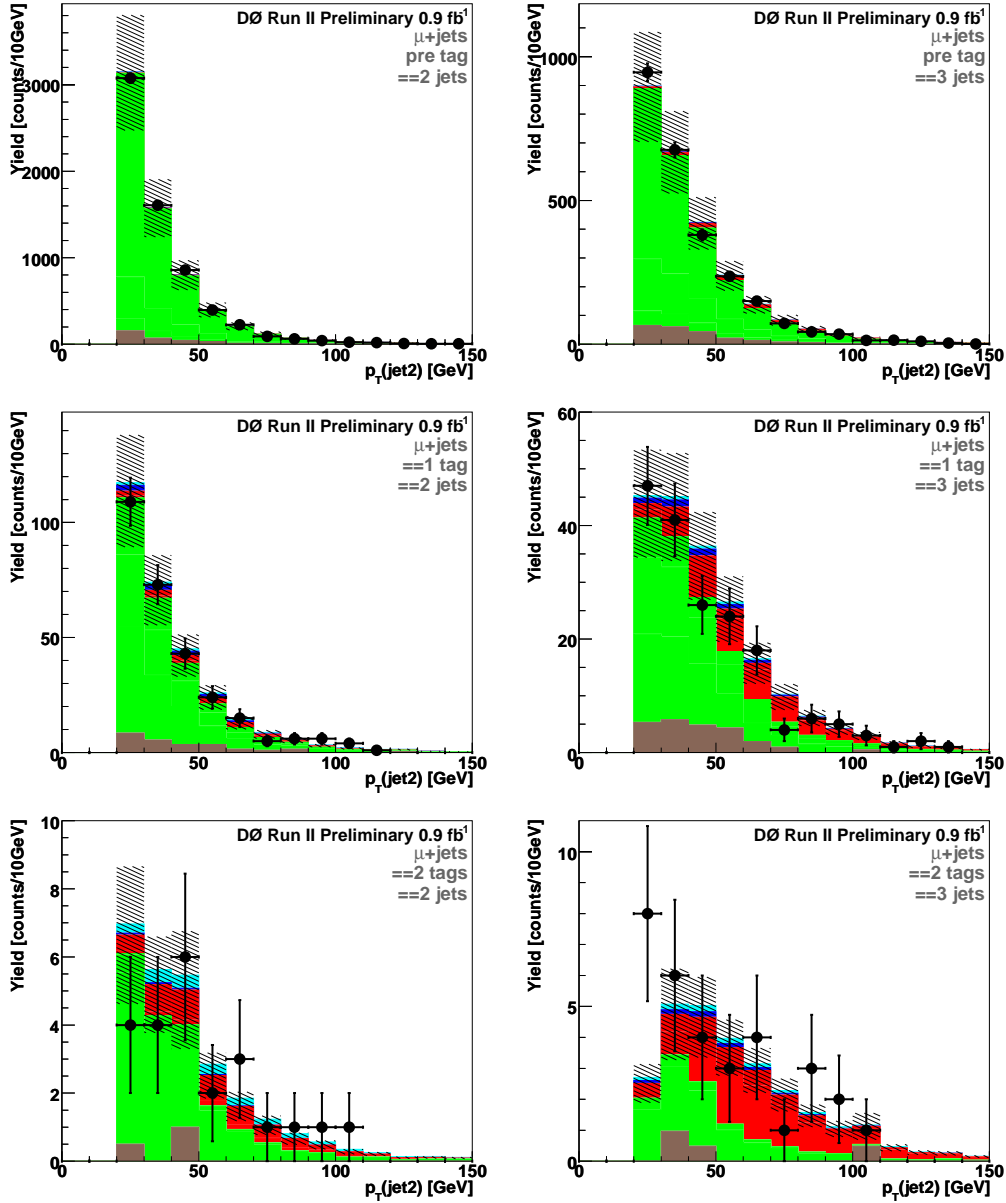 DØ Run II Preliminary 0.9 fb⁻¹
μ+jets
pre tag
==2 jets
Yield [counts/10GeV]
3000
2000
1000
0
0 50 100 150
p_T(jet2) [GeV]
DØ Run II Preliminary 0.9 fb⁻¹
μ+jets
pre tag
==3 jets
Yield [counts/10GeV]
1000
500
0
0 50 100 150
p_T(jet2) [GeV]
DØ Run II Preliminary 0.9 fb⁻¹
μ+jets
==1 tag
==2 jets
Yield [counts/10GeV]
100
50
0
0 50 100 150
p_T(jet2) [GeV]
DØ Run II Preliminary 0.9 fb⁻¹
μ+jets
==1 tag
==3 jets
Yield [counts/10GeV]
60
40
20
0
0 50 100 150
p_T(jet2) [GeV]
DØ Run II Preliminary 0.9 fb⁻¹
μ+jets
==2 tags
==2 jets
Yield [counts/10GeV]
10
8
6
4
2
0
0 50 100 150
p_T(jet2) [GeV]
DØ Run II Preliminary 0.9 fb⁻¹
μ+jets
==2 tags
==3 jets
Yield [counts/10GeV]
10
5
0
0 50 100 150
p_T(jet2) [GeV]